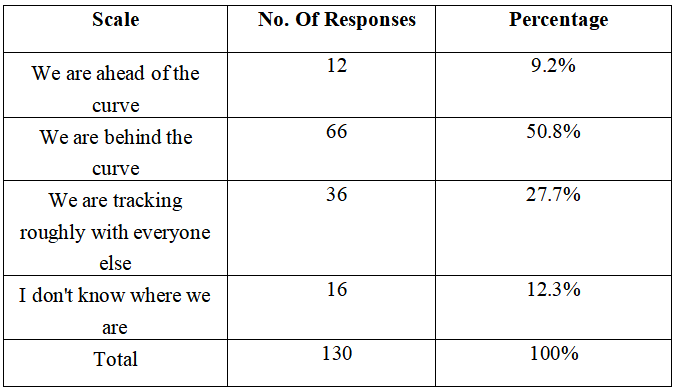 Scale No. Of Responses Percentage
We are ahead of the 12 9.2%
curve
We are behind the 66 50.8%
curve
We are tracking 36 27.7%
roughly with everyone
else
I don't know where we 16 12.3%
are
Total 130 100%